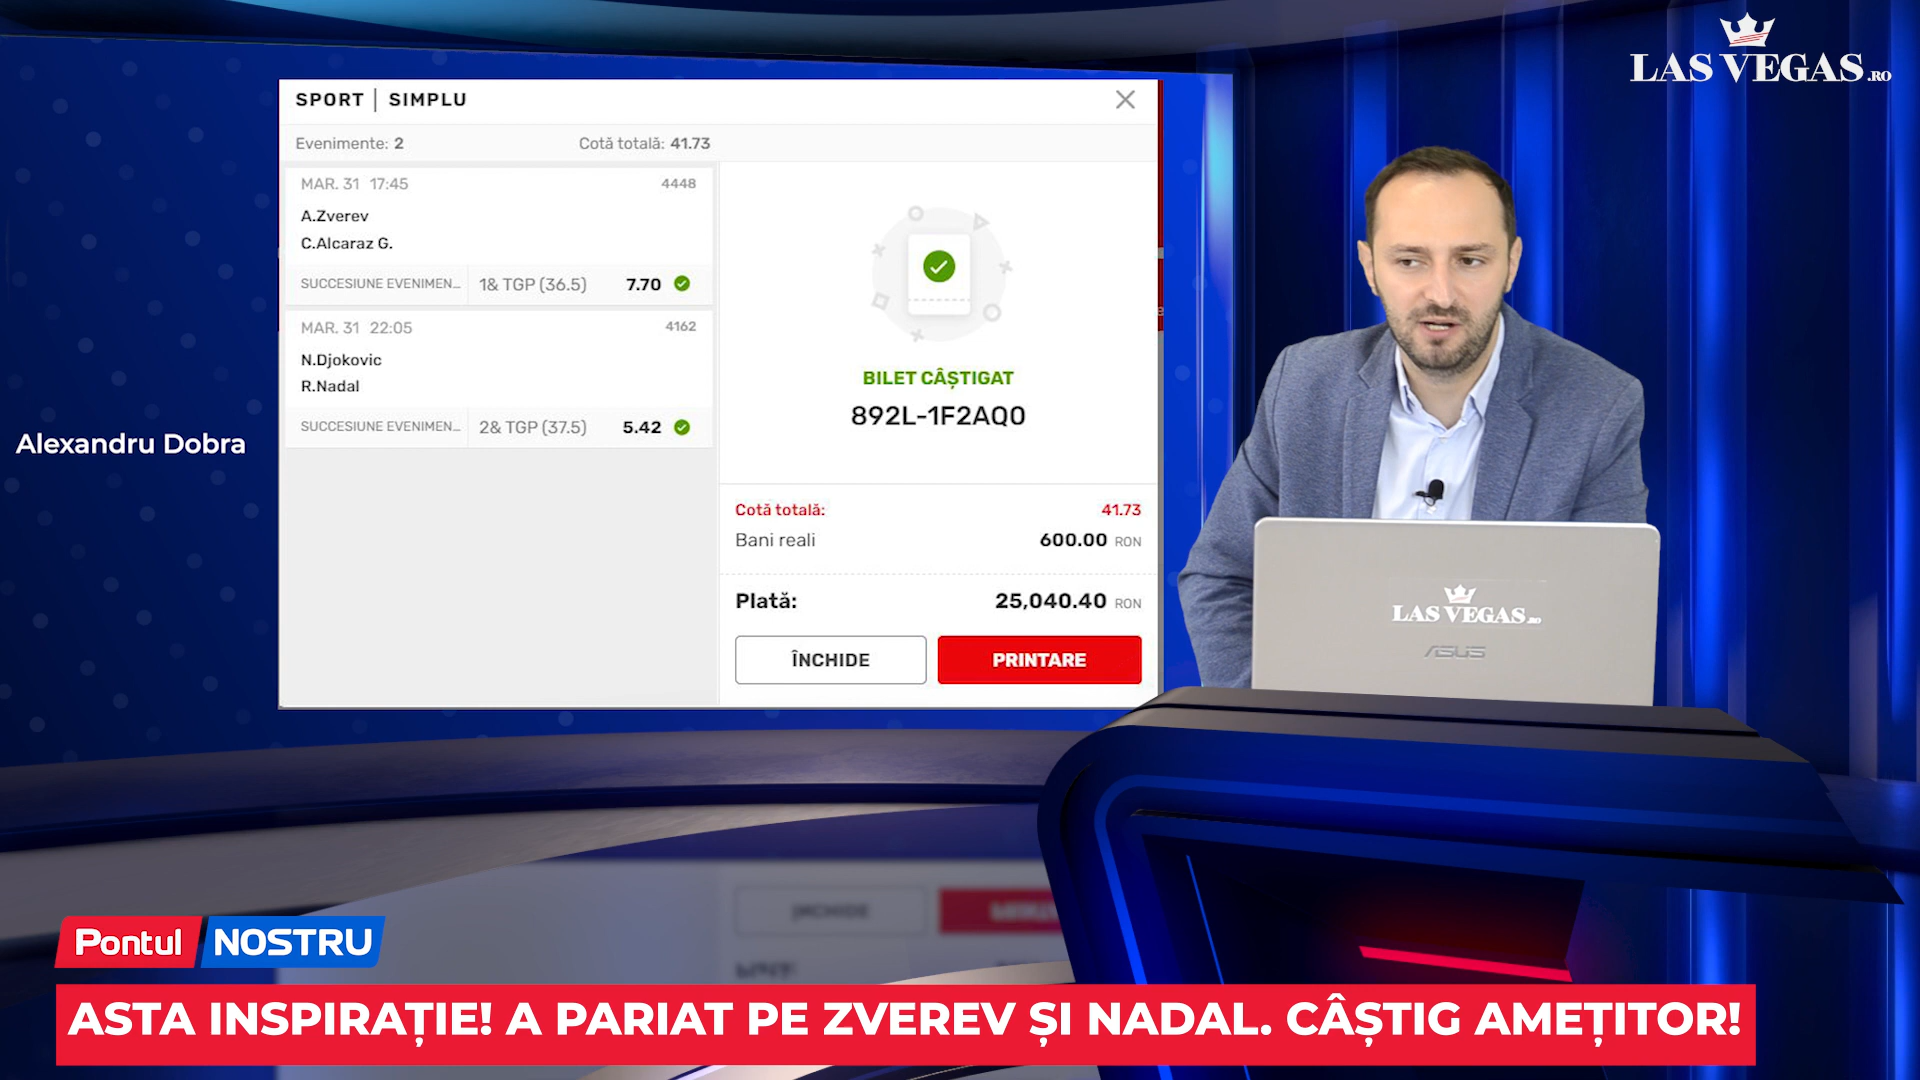 LAS VEGAS.RO
SPORT | SIMPLU
Evenimente: 2
Cotă totală: 41.73
MAR. 31 17:45
4448
A.Zverev
C.Alcaraz G.
SUCCESIUNE EVENIMEN...
1& TGP (36.5)
7.70
MAR. 31 22:05
4162
N.Djokovic
R.Nadal
SUCCESIUNE EVENIMEN...
2& TGP (37.5)
5.42
BILET CÂȘTIGAT
892L-1F2AQ0
Cotă totală: 41.73
Bani reali 600.00 RON
Plată: 25,040.40 RON
ÎNCHIDE
PRINTARE
Alexandru Dobra
LAS VEGAS.RO
ASUS
Pontul NOSTRU
ASTA INSPIRAȚIE! A PARIAT PE ZVEREV ȘI NADAL. CÂȘTIG AMEȚITOR!